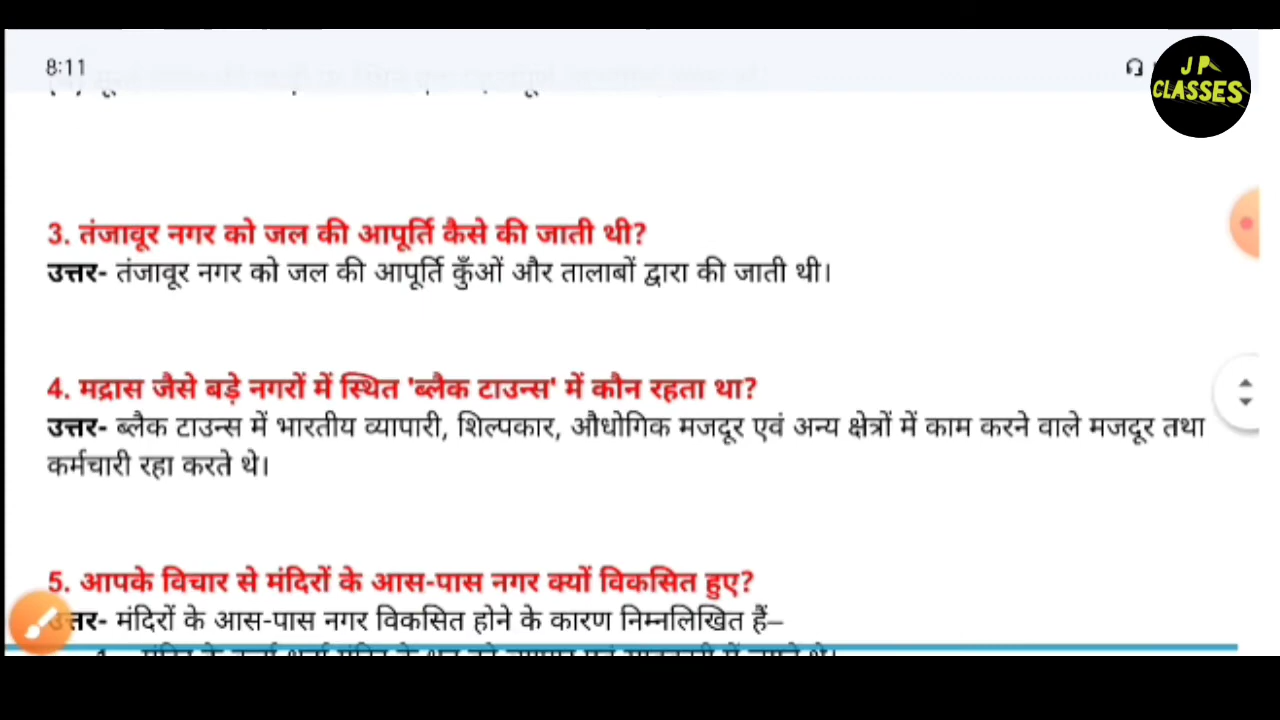 8:11
J P
CLASSES
3. तंजावूर नगर को जल की आपूर्ति कैसे की जाती थी?
उत्तर- तंजावूर नगर को जल की आपूर्ति कुँओं और तालाबों द्वारा की जाती थी।
4. मद्रास जैसे बड़े नगरों में स्थित 'ब्लैक टाउन्स' में कौन रहता था?
उत्तर- ब्लैक टाउन्स में भारतीय व्यापारी, शिल्पकार, औधोगिक मजदूर एवं अन्य क्षेत्रों में काम करने वाले मजदूर तथा
कर्मचारी रहा करते थे।
5. आपके विचार से मंदिरों के आस-पास नगर क्यों विकसित हुए?
उत्तर- मंदिरों के आस-पास नगर विकसित होने के कारण निम्नलिखित हैं–